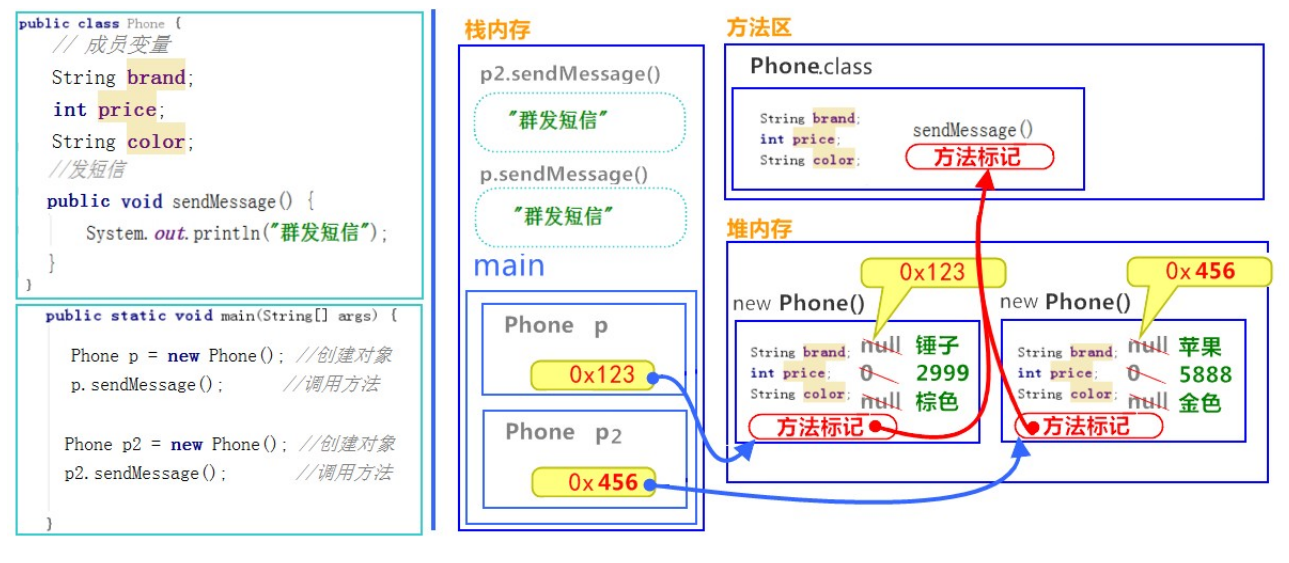 public class Phone {
// 成员变量
String brand;
int price;
String color;
//发短信
public void sendMessage() {
System.out.println("群发短信");
}
}
public static void main(String[] args) {
Phone p = new Phone(); //创建对象
p.sendMessage(); //调用方法
Phone p2 = new Phone(); //创建对象
p2.sendMessage(); //调用方法
}
栈内存
p2.sendMessage()
"群发短信"
p.sendMessage()
"群发短信"
main
Phone p
0x123
Phone p2
0x456
方法区
Phone.class
String brand;
int price;
String color;
sendMessage()
方法标记
堆内存
0x123
new Phone()
String brand; null 锤子
int price; 0 2999
String color; null 棕色
方法标记
0x456
new Phone()
String brand; null 苹果
int price; 0 5888
String color; null 金色
方法标记